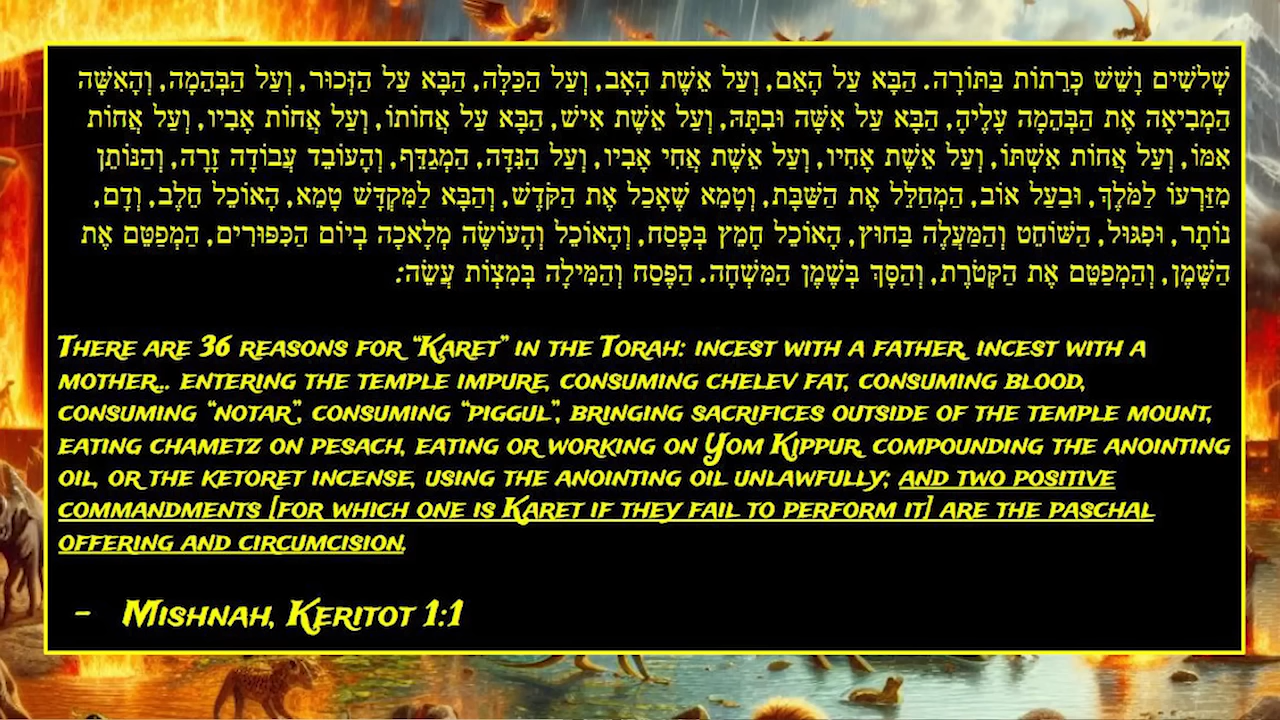 שְׁלֹשִׁים וָשֵׁשׁ כְּרֵתוֹת בַּתּוֹרָה. הַבָּא עַל הָאֵם, וְעַל אֵשֶׁת הָאָב, וְעַל הַכַּלָּה, הַבָּא עַל הַזְּכוּר, וְעַל הַבְּהֵמָה, וְהָאִשָּׁה
הַמְבִיאָה אֶת הַבְּהֵמָה עָלֶיהָ, הַבָּא עַל אִשָּׁה וּבִתָּהּ, וְעַל אֵשֶׁת אִישׁ, הַבָּא עַל אֲחוֹתוֹ, וְעַל אֲחוֹת אָבִיו, וְעַל אֲחוֹת
אִמּוֹ, וְעַל אֲחוֹת אִשְׁתּוֹ, וְעַל אֵשֶׁת אָחִיו, וְעַל אֵשֶׁת אֲחִי אָבִיו, וְעַל הַנִּדָּה, הַמְגַדֵּף, וְהָעוֹבֵד עֲבוֹדָה זָרָה, וְהַנּוֹתֵן
מִזַּרְעוֹ לַמֹּלֶךְ, וּבַעַל אוֹב, הַמְחַלֵּל אֶת הַשַּׁבָּת, וְטָמֵא שֶׁאָכַל אֶת הַקֹּדֶשׁ, וְהַבָּא לַמִּקְדָּשׁ טָמֵא, הָאוֹכֵל חֵלֶב, וְדָם,
נוֹתָר, וּפִגּוּל, הַשּׁוֹחֵט וְהַמַּעֲלֶה בַּחוּץ, הָאוֹכֵל חָמֵץ בְּפֶסַח, וְהָאוֹכֵל וְהָעוֹשֶׂה מְלָאכָה בְיוֹם הַכִּפּוּרִים, הַמְפַטֵּם אֶת
הַשֶּׁמֶן, וְהַמְפַטֵּם אֶת הַקְּטֹרֶת, וְהַסָּךְ בְּשֶׁמֶן הַמִּשְׁחָה. הַפֶּסַח וְהַמִּילָה בְּמִצְוֹת עֲשֵׂה:
There are 36 reasons for "Karet" in the Torah: incest with a father, incest with a
mother... entering the temple impure, consuming chelev fat, consuming blood,
consuming "notar", consuming "piggul", bringing sacrifices outside of the temple mount,
eating chametz on pesach, eating or working on Yom Kippur, compounding the anointing
oil, or the ketoret incense, using the anointing oil unlawfully; and two positive
commandments [for which one is Karet if they fail to perform it] are the paschal
offering and circumcision.
- Mishnah, Keritot 1:1